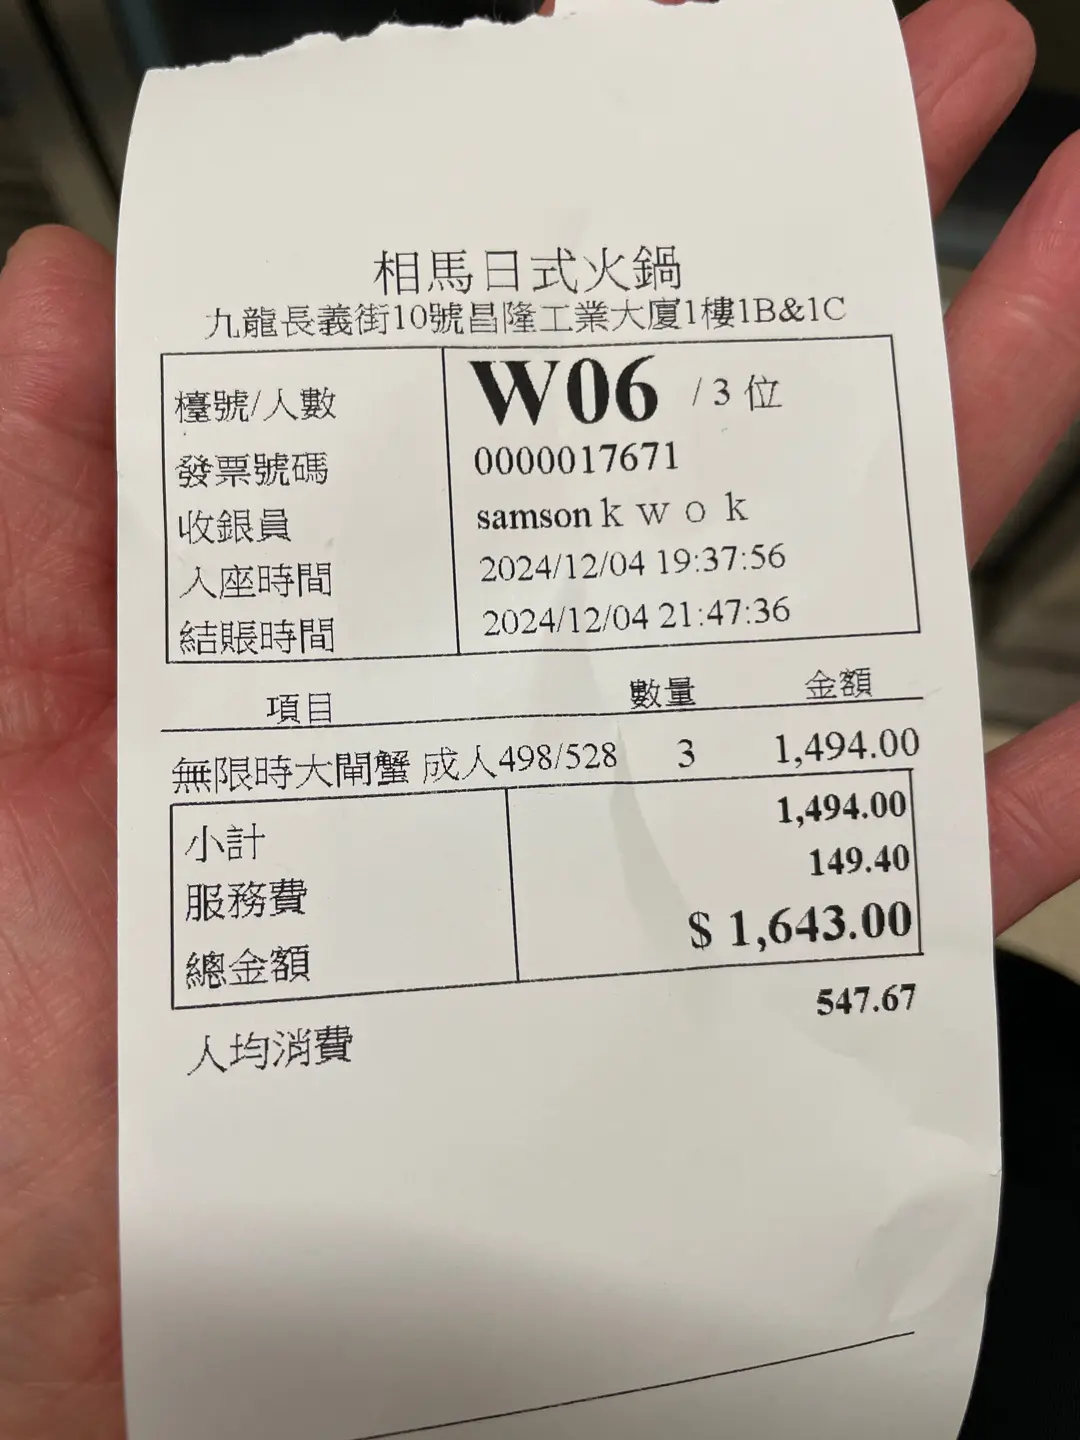 相馬日式火鍋
九龍長義街10號昌隆工業大廈1樓1B&1C
檯號/人數 W06 / 3 位
發票號碼 0000017671
收銀員 samson k w o k
入座時間 2024/12/04 19:37:56
結賬時間 2024/12/04 21:47:36
項目 數量 金額
無限時大閘蟹 成人498/528 3 1,494.00
小計 1,494.00
服務費 149.40
總金額 $ 1,643.00
人均消費 547.67